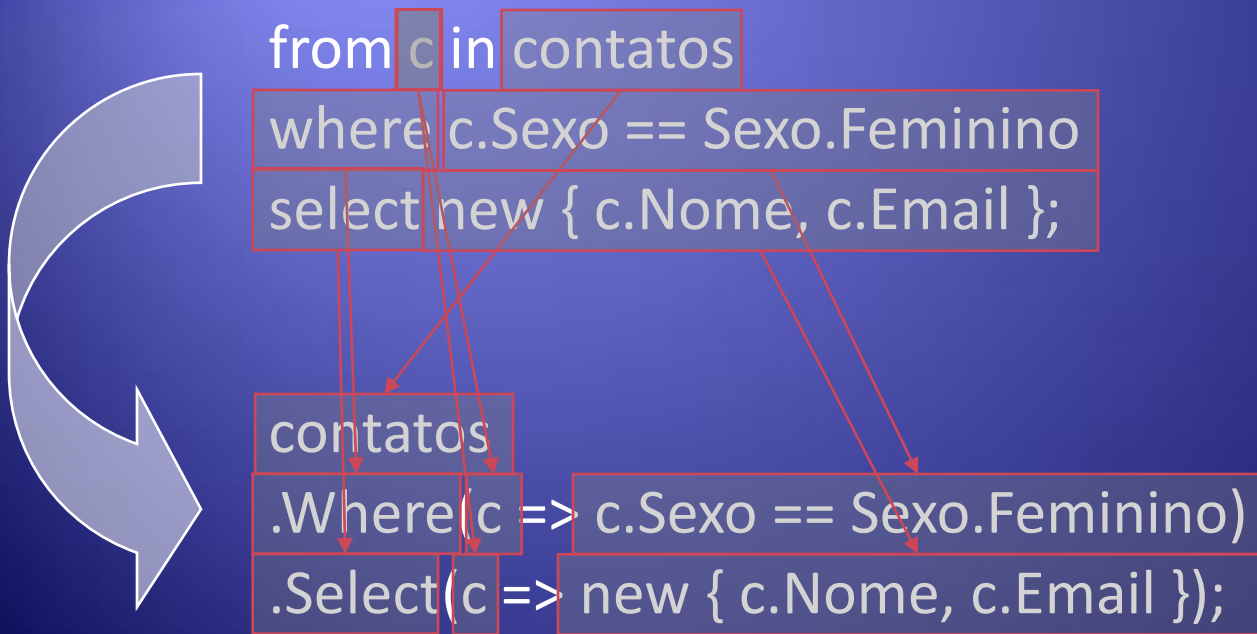 from c in contatos
where c.Sexo == Sexo.Feminino
select new { c.Nome, c.Email };
contatos
.Where(c => c.Sexo == Sexo.Feminino)
.Select(c => new { c.Nome, c.Email });